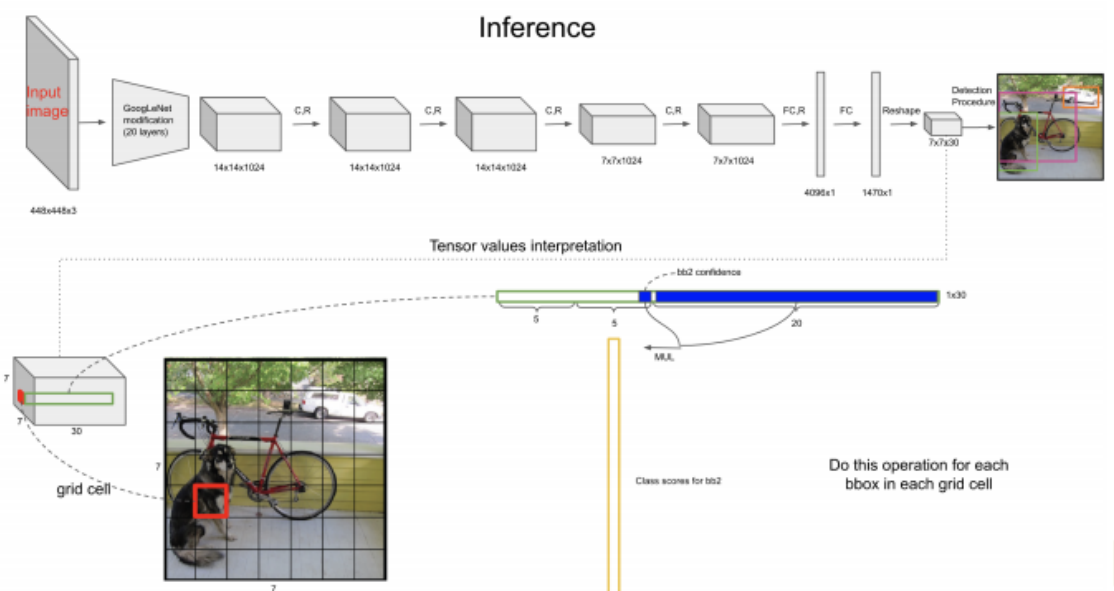 Inference
Input
image
GoogLeNet
modification
(20 layers)
C,R
C,R
C,R
C,R
FC,R
FC
Reshape
Detection
Procedure
448x448x3
14x14x1024
14x14x1024
14x14x1024
7x7x1024
7x7x1024
4096x1
1470x1
7x7x30
Tensor values interpretation
bb2 confidence
1x30
5
5
20
MUL
7
7
30
grid cell
7
7
Class scores for bb2
Do this operation for each
bbox in each grid cell